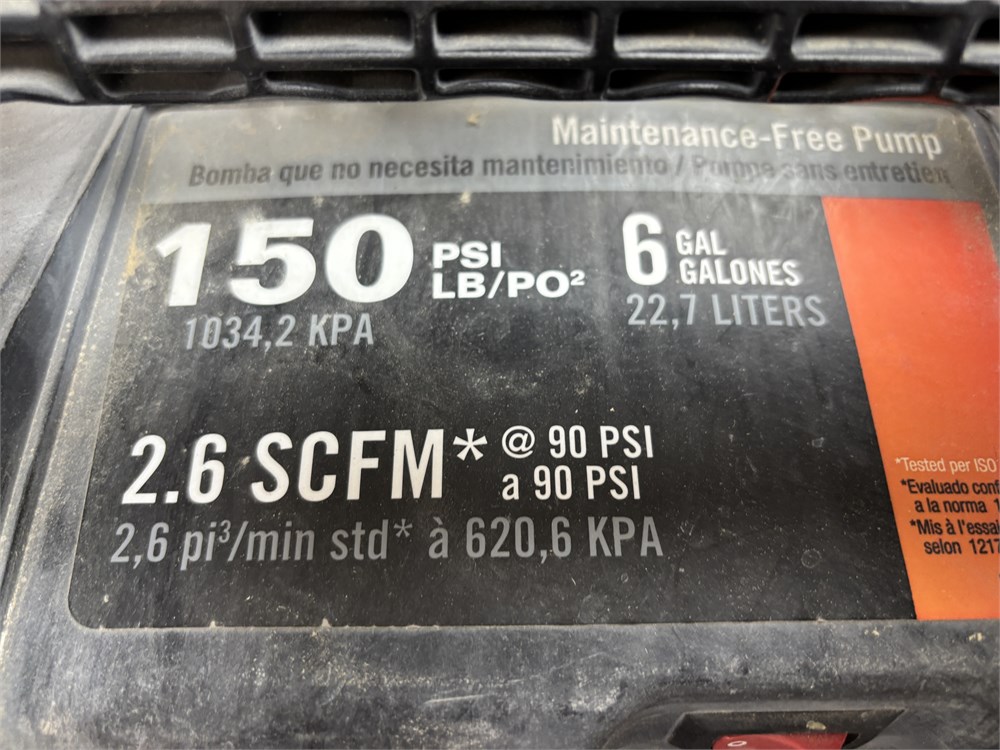 Maintenance-Free Pump
Bomba que no necesita mantenimiento / Pompe sans entretien
150 PSI
LB/PO²
1034,2 KPA
6 GAL
GALONES
22,7 LITERS
2.6 SCFM* @ 90 PSI
a 90 PSI
2,6 pi³/min std* à 620,6 KPA
*Tested per ISO
*Evaluado conf
a la norma 1
*Mis à l'essai
selon 1217